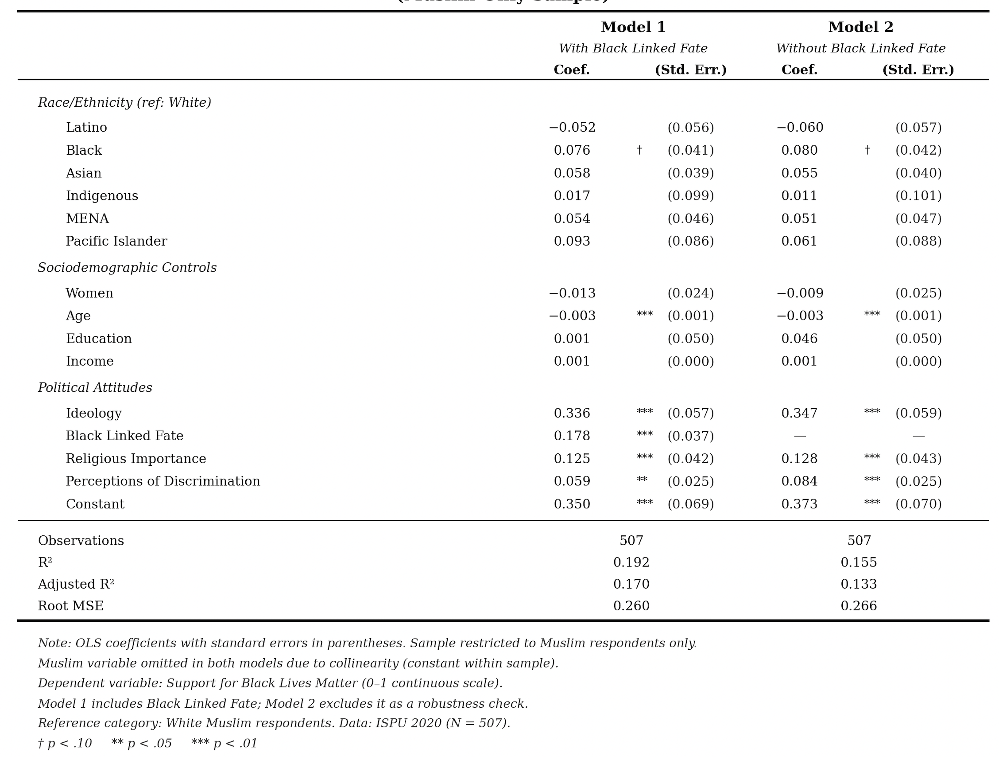 (Muslim-Only Sample)
Model 1 Model 2
With Black Linked Fate Without Black Linked Fate
Coef. (Std. Err.) Coef. (Std. Err.)
Race/Ethnicity (ref: White)
Latino −0.052 (0.056) −0.060 (0.057)
Black 0.076 † (0.041) 0.080 † (0.042)
Asian 0.058 (0.039) 0.055 (0.040)
Indigenous 0.017 (0.099) 0.011 (0.101)
MENA 0.054 (0.046) 0.051 (0.047)
Pacific Islander 0.093 (0.086) 0.061 (0.088)
Sociodemographic Controls
Women −0.013 (0.024) −0.009 (0.025)
Age −0.003 *** (0.001) −0.003 *** (0.001)
Education 0.001 (0.050) 0.046 (0.050)
Income 0.001 (0.000) 0.001 (0.000)
Political Attitudes
Ideology 0.336 *** (0.057) 0.347 *** (0.059)
Black Linked Fate 0.178 *** (0.037) — —
Religious Importance 0.125 *** (0.042) 0.128 *** (0.043)
Perceptions of Discrimination 0.059 ** (0.025) 0.084 *** (0.025)
Constant 0.350 *** (0.069) 0.373 *** (0.070)
Observations 507 507
R² 0.192 0.155
Adjusted R² 0.170 0.133
Root MSE 0.260 0.266
Note: OLS coefficients with standard errors in parentheses. Sample restricted to Muslim respondents only.
Muslim variable omitted in both models due to collinearity (constant within sample).
Dependent variable: Support for Black Lives Matter (0–1 continuous scale).
Model 1 includes Black Linked Fate; Model 2 excludes it as a robustness check.
Reference category: White Muslim respondents. Data: ISPU 2020 (N = 507).
† p < .10 ** p < .05 *** p < .01